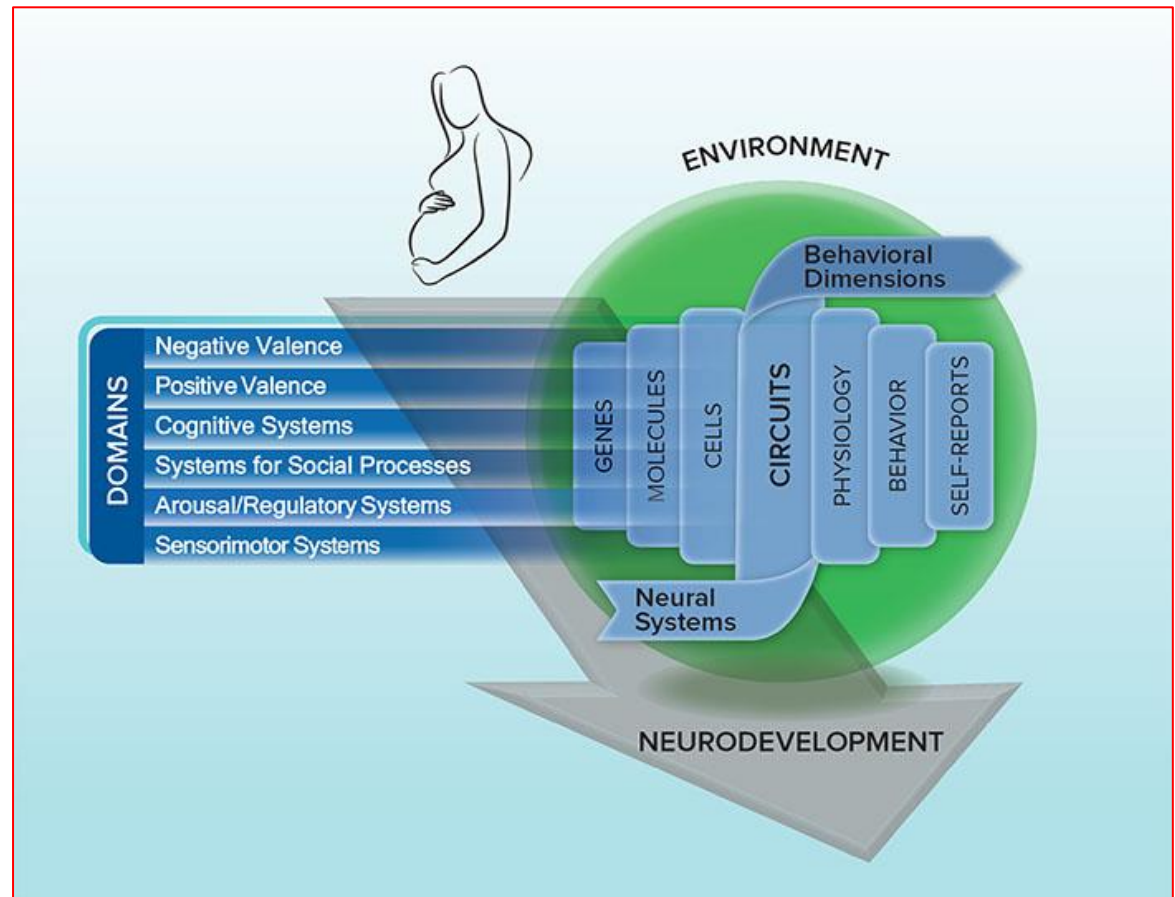 ENVIRONMENT
Behavioral
Dimensions
DOMAINS
Negative Valence
Positive Valence
Cognitive Systems
Systems for Social Processes
Arousal/Regulatory Systems
Sensorimotor Systems
GENES
MOLECULES
CELLS
CIRCUITS
PHYSIOLOGY
BEHAVIOR
SELF-REPORTS
Neural
Systems
NEURODEVELOPMENT